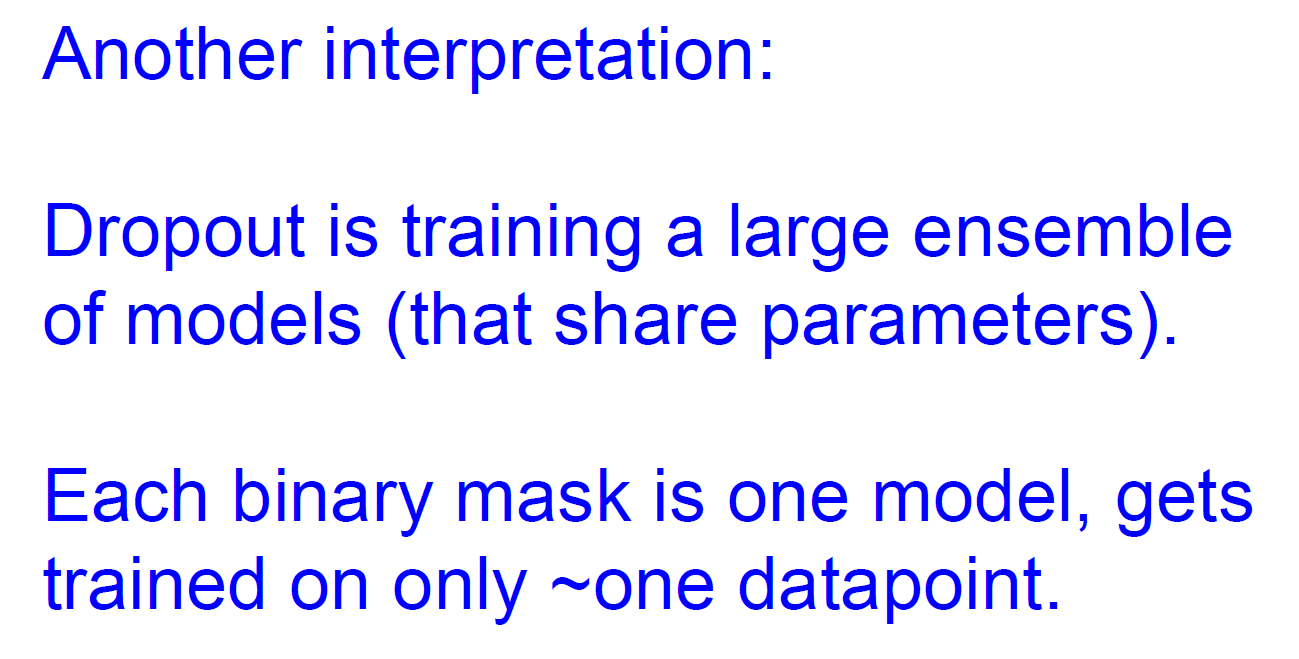 Another interpretation:
Dropout is training a large ensemble
of models (that share parameters).
Each binary mask is one model, gets
trained on only ~one datapoint.